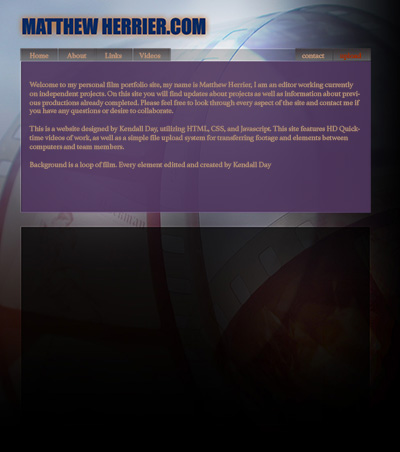 MATTHEW HERRIER.COM
Home About Links Videos contact
Welcome to my personal film portfolio site, my name is Matthew Herrier, I am an editor working currently
on independent projects. On this site you will find updates about projects as well as information about previ-
ous productions already completed. Please feel free to look through every aspect of the site and contact me if
you have any questions or desire to collaborate.
This is a website designed by Kendall Day, utilizing HTML, CSS, and Javascript. This site features HD Quick-
time videos of work, as well as a simple file upload system for transferring footage and elements between
computers and team members.
Background is a loop of film. Every element editted and created by Kendall Day